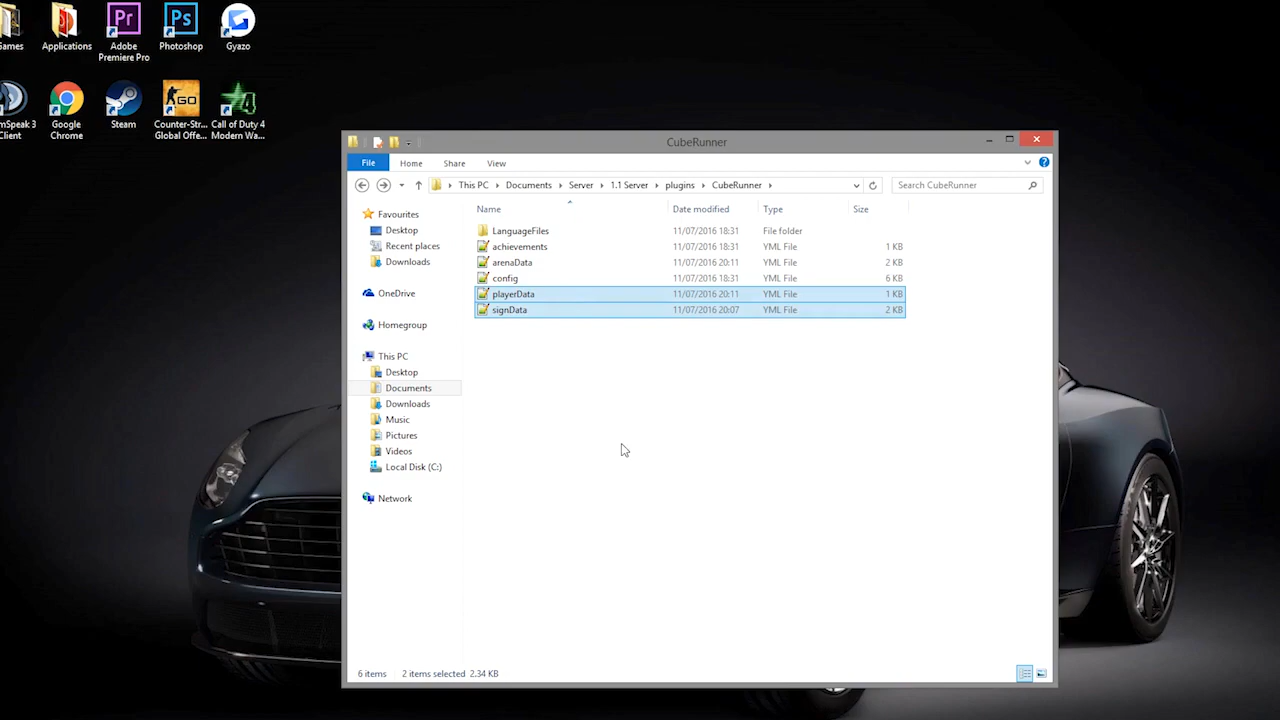 Games
Applications
Adobe
Premiere Pro
Photoshop
Gyazo
mSpeak 3
Client
Google
Chrome
Steam
Counter-Str...
Global Offe...
Call of Duty 4
Modern Wa...
CubeRunner
File Home Share View
This PC Documents Server 1.1 Server plugins CubeRunner
Search CubeRunner
Name Date modified Type Size
LanguageFiles 11/07/2016 18:31 File folder
achievements 11/07/2016 18:31 YML File 1 KB
arenaData 11/07/2016 20:11 YML File 2 KB
config 11/07/2016 18:31 YML File 6 KB
playerData 11/07/2016 20:11 YML File 1 KB
signData 11/07/2016 20:07 YML File 2 KB
Favourites
Desktop
Recent places
Downloads
OneDrive
Homegroup
This PC
Desktop
Documents
Downloads
Music
Pictures
Videos
Local Disk (C:)
Network
6 items 2 items selected 2.34 KB